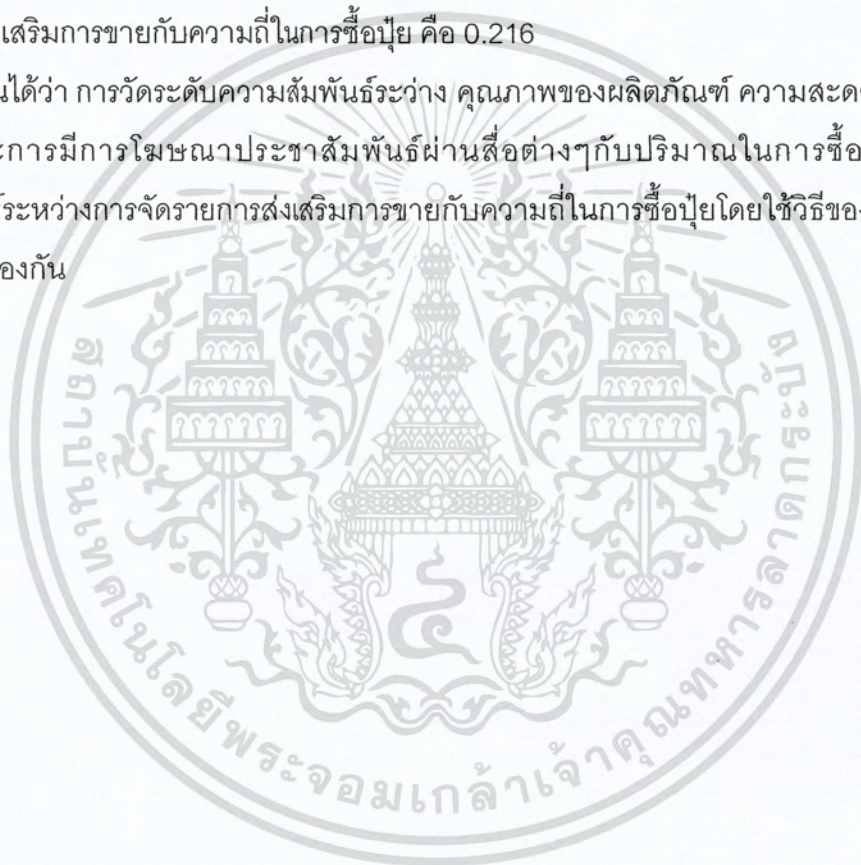 เสริมการขายกับความถี่ในการซื้อปุ๋ย คือ 0.216
นได้ว่า การวัดระดับความสัมพันธ์ระว่าง คุณภาพของผลิตภัณฑ์ ความสะด
ะการมีการโฆษณาประชาสัมพันธ์ผ่านสื่อต่างๆกับปริมาณในการซื้อ
ระหว่างการจัดรายการส่งเสริมการขายกับความถี่ในการซื้อปุ๋ยโดยใช้วิธีขอ
องกัน
สถาบันเทคโนโลยีพระจอมเกล้าเจ้าคุณทหารลาดกระบัง